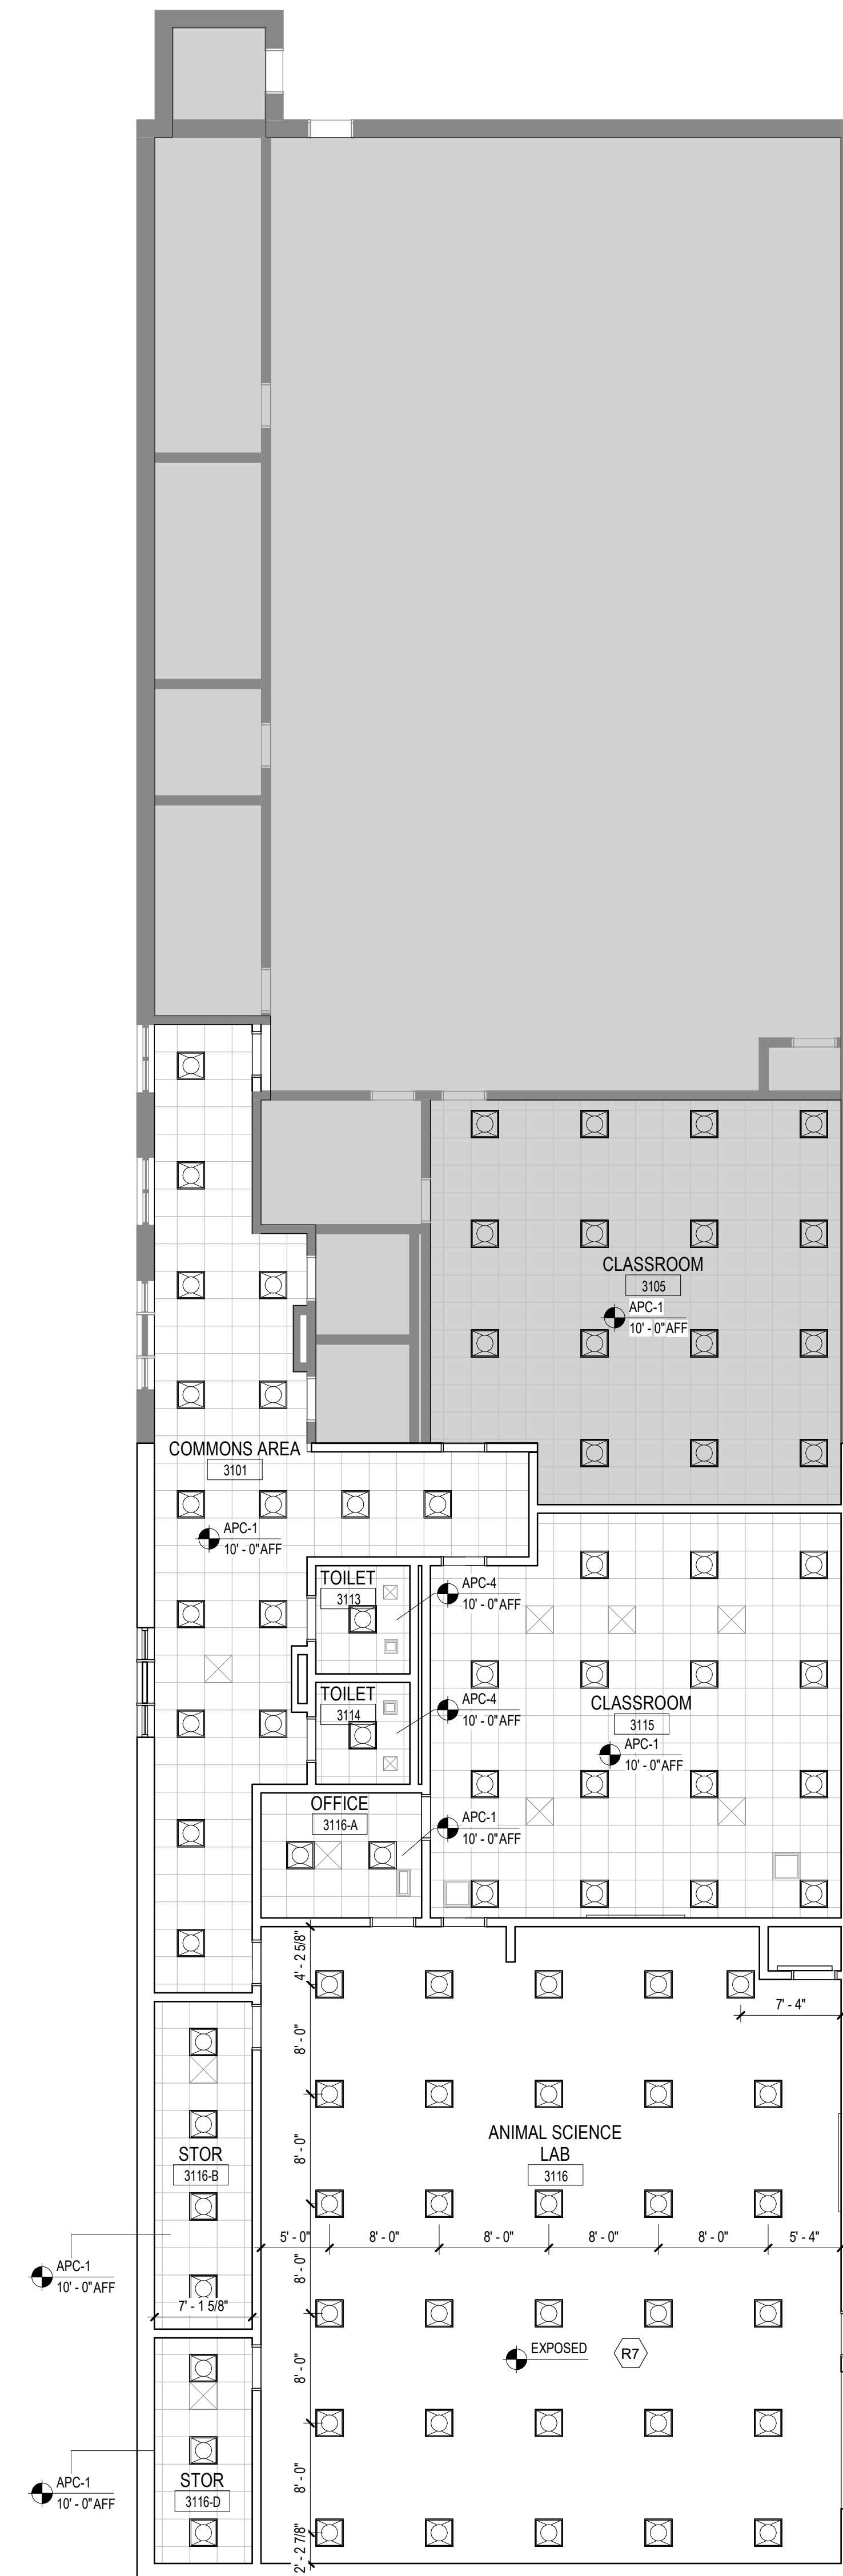 CLASSROOM
3105
APC-1
10' - 0" AFF
COMMONS AREA
3101
APC-1
10' - 0" AFF
TOILET
3113
APC-4
10' - 0" AFF
TOILET
3114
APC-4
10' - 0" AFF
CLASSROOM
3115
APC-1
10' - 0" AFF
OFFICE
3116-A
APC-1
10' - 0" AFF
4' - 2 5/8"
7' - 4"
8' - 0"
8' - 0"
ANIMAL SCIENCE
LAB
3116
STOR
3116-B
5' - 0"
8' - 0"
8' - 0"
8' - 0"
8' - 0"
5' - 4"
APC-1
10' - 0" AFF
8' - 0"
7' - 1 5/8"
EXPOSED
R7
8' - 0"
STOR
3116-D
APC-1
10' - 0" AFF
8' - 0"
2' - 2 7/8"